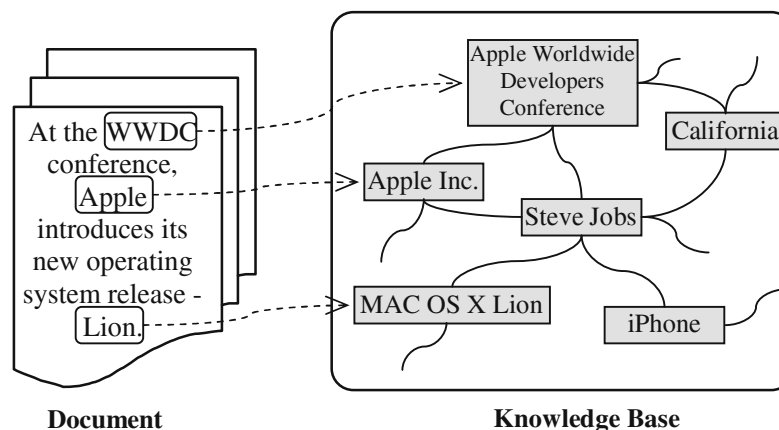 At the WWDC
conference,
Apple
introduces its
new operating
system release -
Lion.
Document
Apple Worldwide
Developers
Conference
California
Apple Inc.
Steve Jobs
MAC OS X Lion
iPhone
Knowledge Base